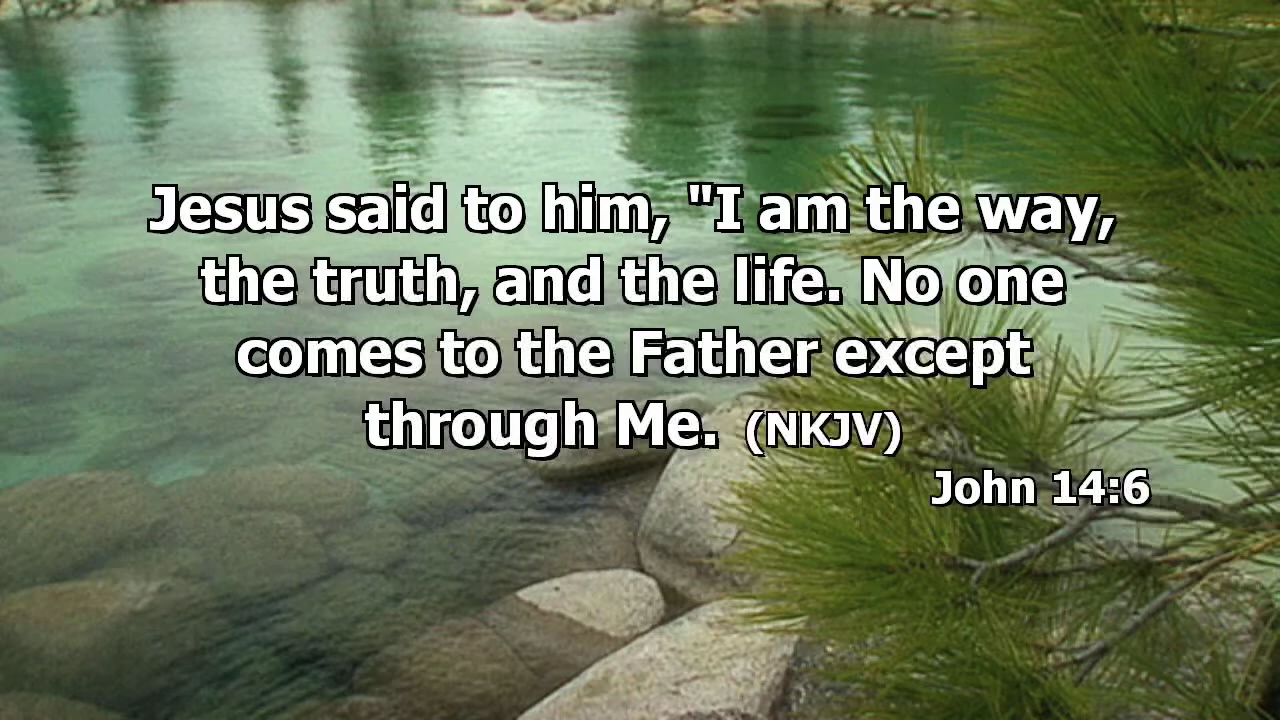 Jesus said to him, "I am the way,
the truth, and the life. No one
comes to the Father except
through Me. (NKJV)
John 14:6